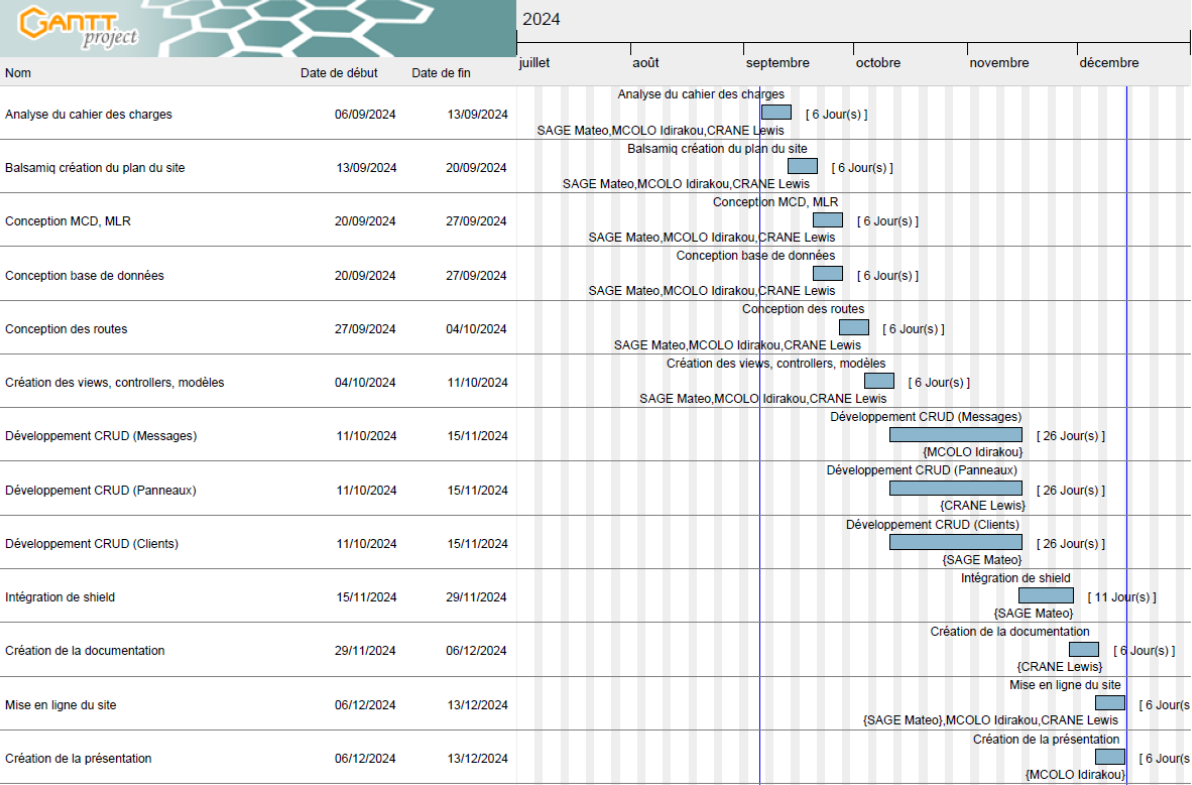 GANTT
project
2024
juillet août septembre octobre novembre décembre
Nom Date de début Date de fin
Analyse du cahier des charges
Analyse du cahier des charges 06/09/2024 13/09/2024 [ 6 Jour(s) ]
SAGE Mateo,MCOLO Idirakou,CRANE Lewis
Balsamiq création du plan du site
Balsamiq création du plan du site 13/09/2024 20/09/2024 [ 6 Jour(s) ]
SAGE Mateo,MCOLO Idirakou,CRANE Lewis
Conception MCD, MLR
Conception MCD, MLR 20/09/2024 27/09/2024 [ 6 Jour(s) ]
SAGE Mateo,MCOLO Idirakou,CRANE Lewis
Conception base de données
Conception base de données 20/09/2024 27/09/2024 [ 6 Jour(s) ]
SAGE Mateo,MCOLO Idirakou,CRANE Lewis
Conception des routes
Conception des routes 27/09/2024 04/10/2024 [ 6 Jour(s) ]
SAGE Mateo,MCOLO Idirakou,CRANE Lewis
Création des views, controllers, modèles
Création des views, controllers, modèles 04/10/2024 11/10/2024 [ 6 Jour(s) ]
SAGE Mateo,MCOLO Idirakou,CRANE Lewis
Développement CRUD (Messages)
Développement CRUD (Messages) 11/10/2024 15/11/2024 [ 26 Jour(s) ]
{MCOLO Idirakou}
Développement CRUD (Panneaux)
Développement CRUD (Panneaux) 11/10/2024 15/11/2024 [ 26 Jour(s) ]
{CRANE Lewis}
Développement CRUD (Clients)
Développement CRUD (Clients) 11/10/2024 15/11/2024 [ 26 Jour(s) ]
{SAGE Mateo}
Intégration de shield
Intégration de shield 15/11/2024 29/11/2024 [ 11 Jour(s) ]
{SAGE Mateo}
Création de la documentation
Création de la documentation 29/11/2024 06/12/2024 [ 6 Jour(s) ]
{CRANE Lewis}
Mise en ligne du site
Mise en ligne du site 06/12/2024 13/12/2024 [ 6 Jour(s
{SAGE Mateo},MCOLO Idirakou,CRANE Lewis
Création de la présentation
Création de la présentation 06/12/2024 13/12/2024 [ 6 Jour(s
{MCOLO Idirakou}